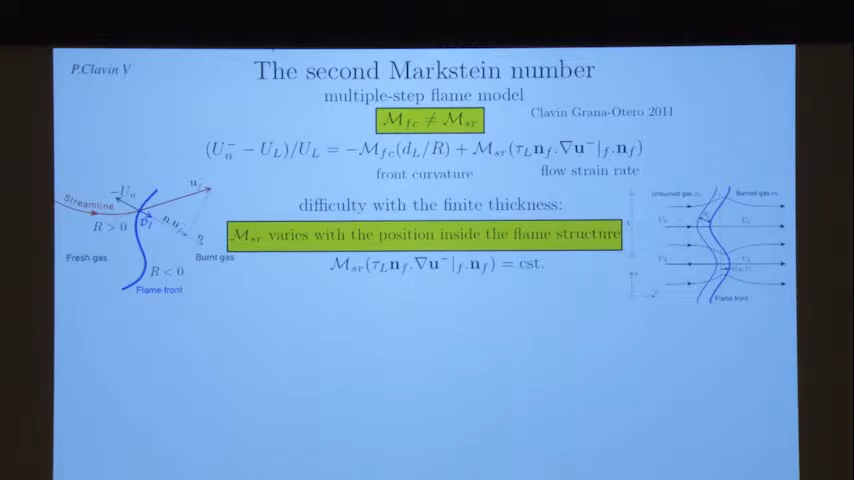 P.Clavin V
The second Markstein number
multiple-step flame model
ℳ_fc ≠ ℳ_sr
Clavin Grana-Otero 2011
(U_n^- − U_L)/U_L = −ℳ_fc(d_L/R) + ℳ_sr(τ_L n_f.∇u^-|_f.n_f)
front curvature
flow strain rate
difficulty with the finite thickness:
ℳ_sr varies with the position inside the flame structure
ℳ_sr(τ_L n_f.∇u^-|_f.n_f) = cst.
Streamline
−U_n
R > 0
Fresh gas
Burnt gas
R < 0
Flame front
Unburned gas
Burned gas
Flame front